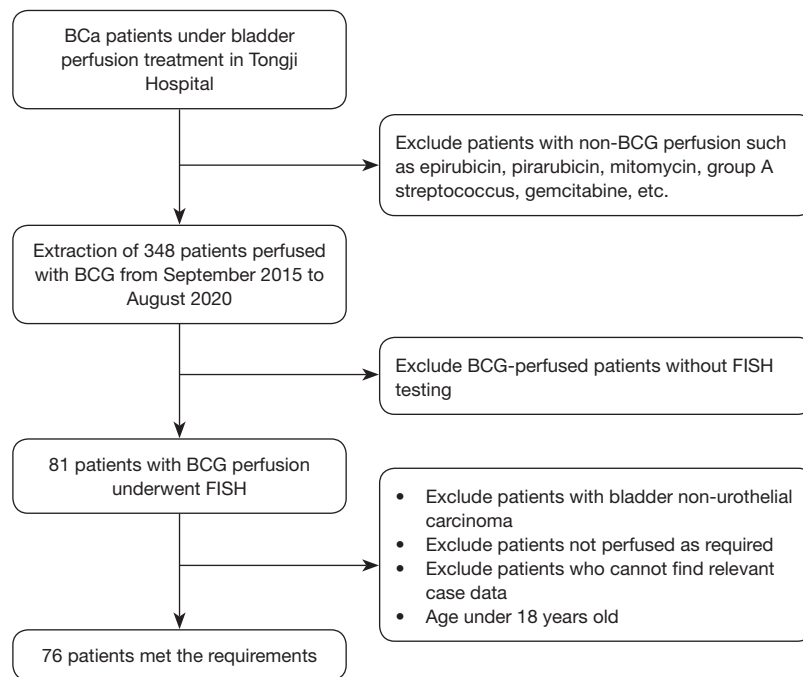 BCa patients under bladder
perfusion treatment in Tongji
Hospital
Exclude patients with non-BCG perfusion such
as epirubicin, pirarubicin, mitomycin, group A
streptococcus, gemcitabine, etc.
Extraction of 348 patients perfused
with BCG from September 2015 to
August 2020
Exclude BCG-perfused patients without FISH
testing
81 patients with BCG perfusion
underwent FISH
• Exclude patients with bladder non-urothelial
carcinoma
• Exclude patients not perfused as required
• Exclude patients who cannot find relevant
case data
• Age under 18 years old
76 patients met the requirements